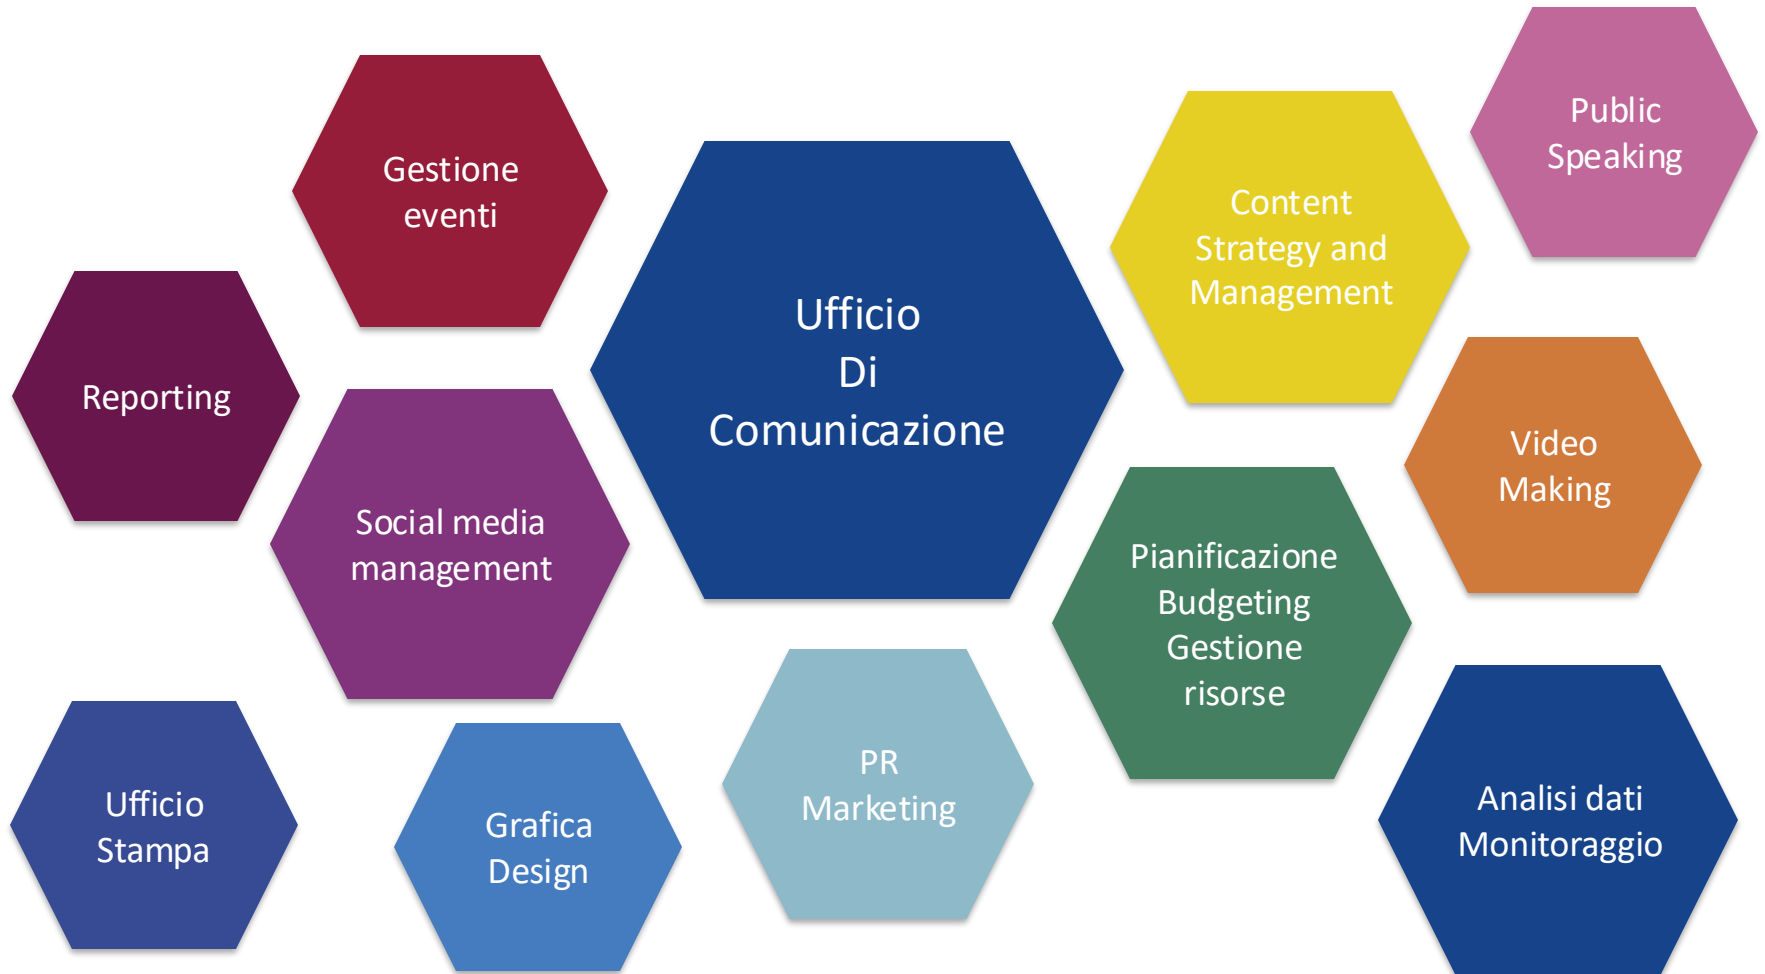 Public
Speaking
Gestione
eventi
Content
Strategy and
Management
Ufficio
Di
Comunicazione
Reporting
Video
Making
Social media
management
Pianificazione
Budgeting
Gestione
risorse
PR
Marketing
Ufficio
Stampa
Grafica
Design
Analisi dati
Monitoraggio